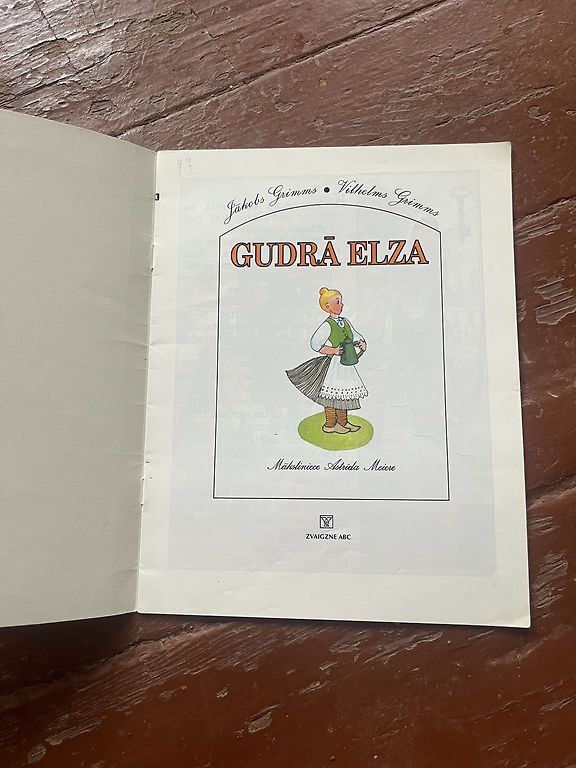 Jākobs Grimms • Vilhelms Grimms
GUDRĀ ELZA
Māksliniece Astrīda Meiere
ZVAIGZNE ABC